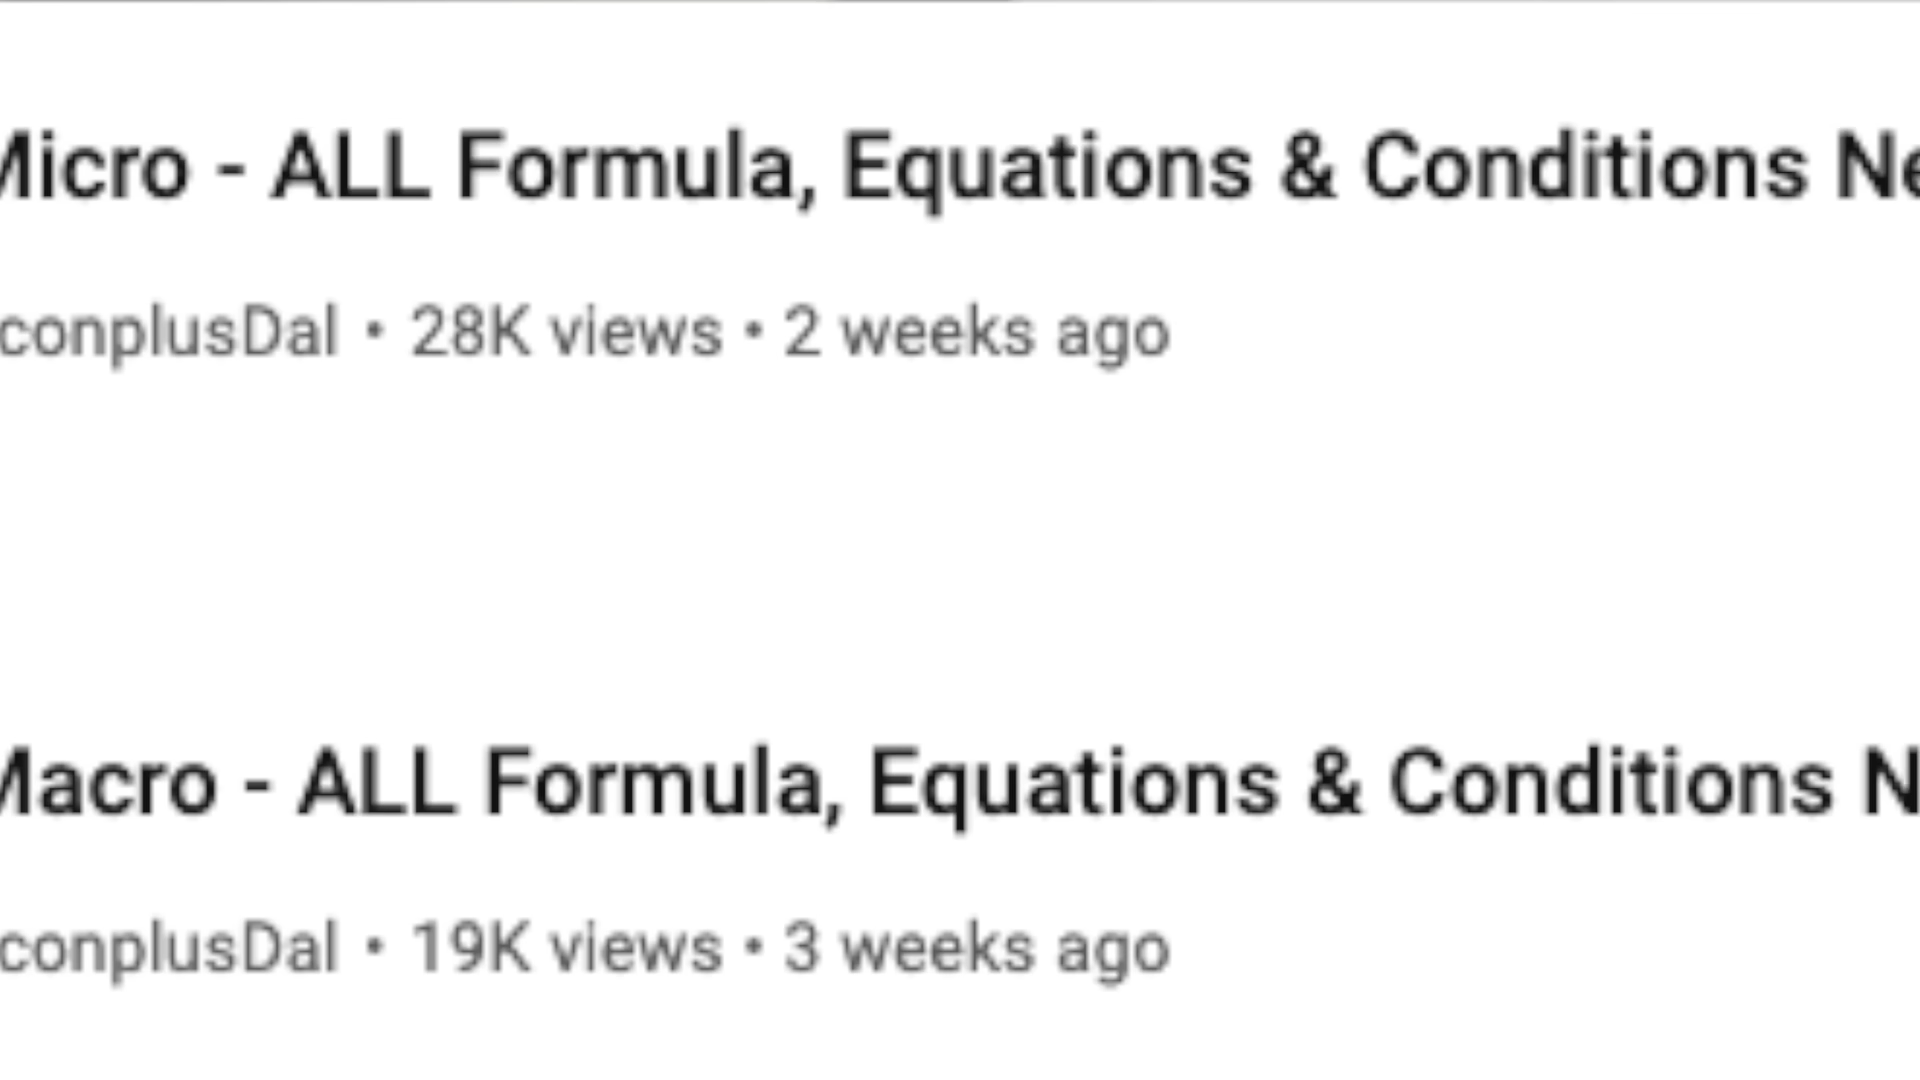 Micro - ALL Formula, Equations & Conditions Ne
conplusDal • 28K views • 2 weeks ago
Macro - ALL Formula, Equations & Conditions N
conplusDal • 19K views • 3 weeks ago